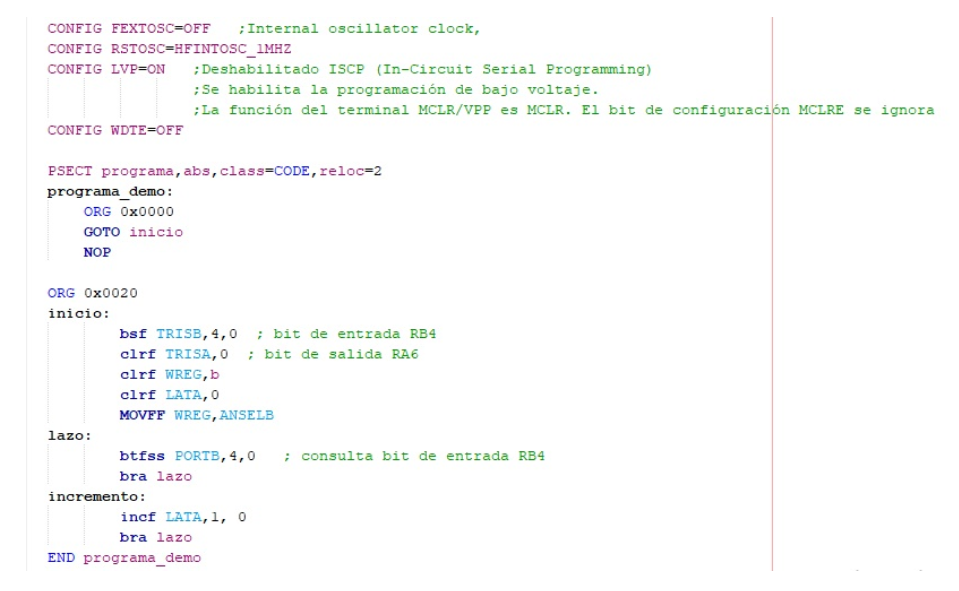 CONFIG FEXTOSC=OFF   ;Internal oscillator clock,
CONFIG RSTOSC=HFINTOSC_1MHZ
CONFIG LVP=ON   ;Deshabilitado ISCP (In-Circuit Serial Programming)
;Se habilita la programación de bajo voltaje.
;La función del terminal MCLR/VPP es MCLR. El bit de configuración MCLRE se ignora
CONFIG WDTE=OFF
PSECT programa,abs,class=CODE,reloc=2
programa_demo:
ORG 0x0000
GOTO inicio
NOP
ORG 0x0020
inicio:
bsf TRISB,4,0  ; bit de entrada RB4
clrf TRISA,0  ; bit de salida RA6
clrf WREG,b
clrf LATA,0
MOVFF WREG,ANSELB
lazo:
btfss PORTB,4,0   ; consulta bit de entrada RB4
bra lazo
incremento:
incf LATA,1, 0
bra lazo
END programa_demo